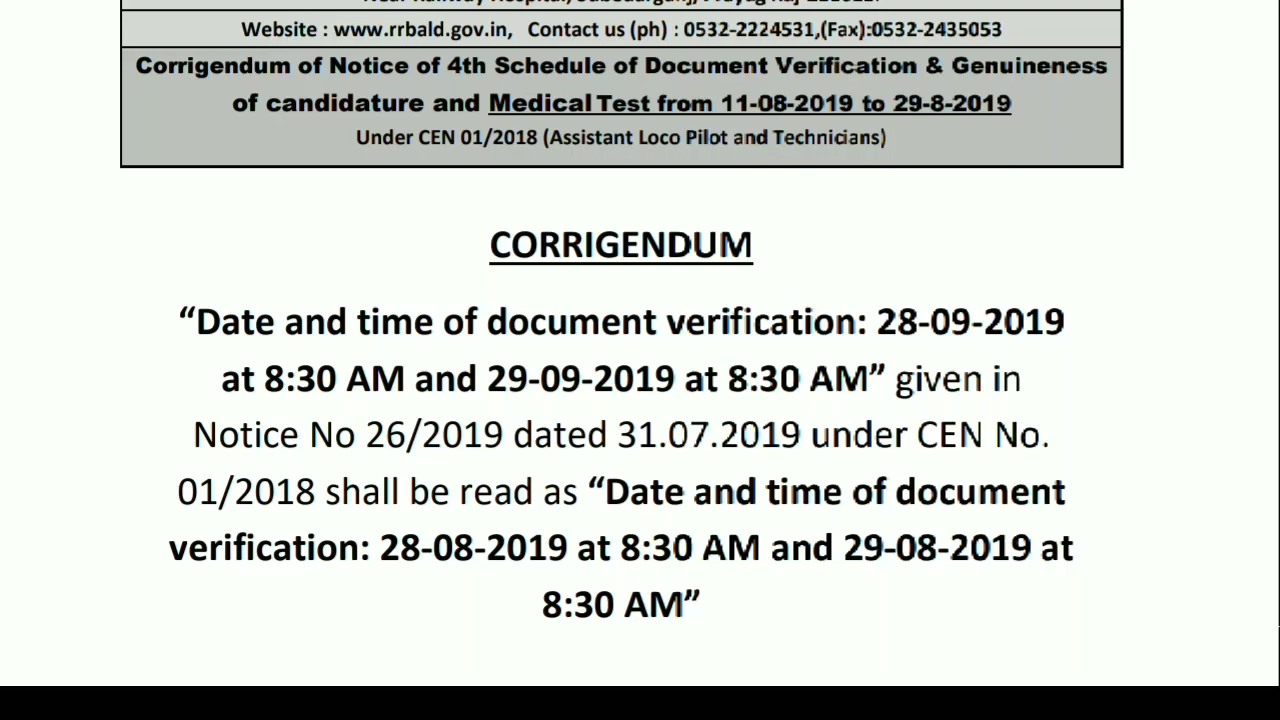 Website : www.rrbald.gov.in, Contact us (ph) : 0532-2224531,(Fax):0532-2435053
Corrigendum of Notice of 4th Schedule of Document Verification & Genuineness
of candidature and Medical Test from 11-08-2019 to 29-8-2019
Under CEN 01/2018 (Assistant Loco Pilot and Technicians)
CORRIGENDUM
“Date and time of document verification: 28-09-2019
at 8:30 AM and 29-09-2019 at 8:30 AM” given in
Notice No 26/2019 dated 31.07.2019 under CEN No.
01/2018 shall be read as “Date and time of document
verification: 28-08-2019 at 8:30 AM and 29-08-2019 at
8:30 AM”